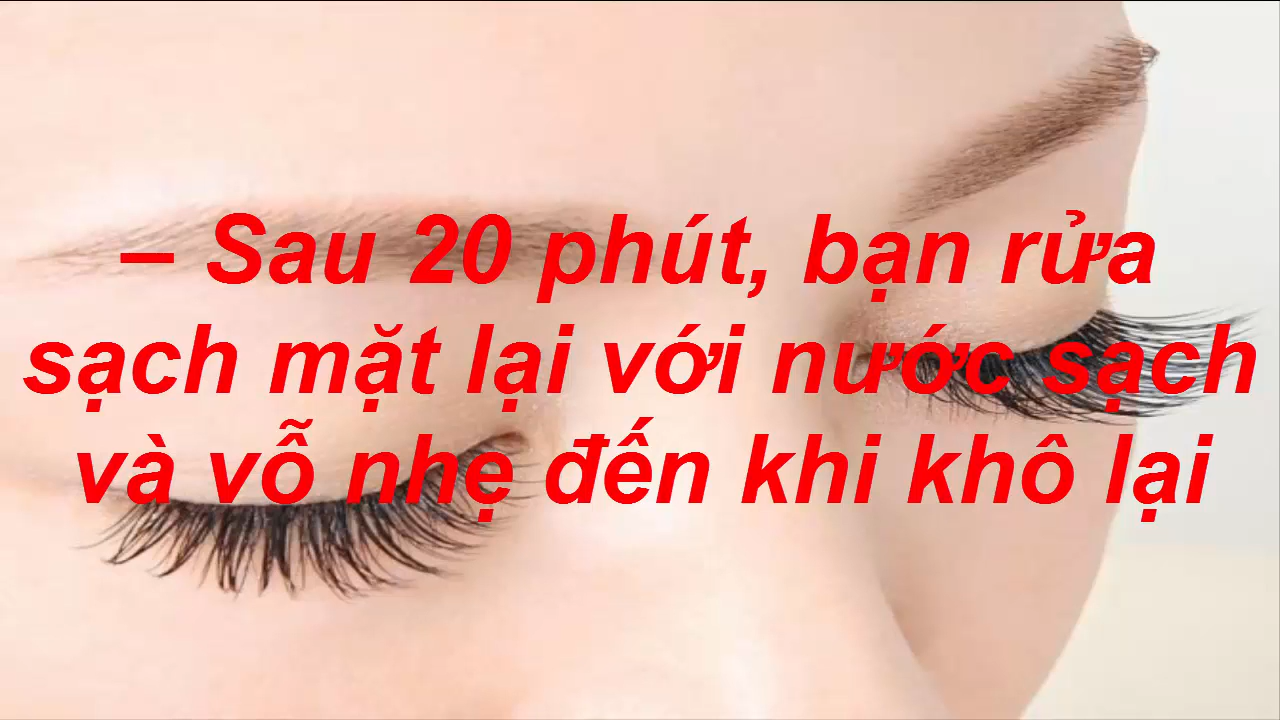 – Sau 20 phút, bạn rửa
sạch mặt lại với nước sạch
và vỗ nhẹ đến khi khô lại